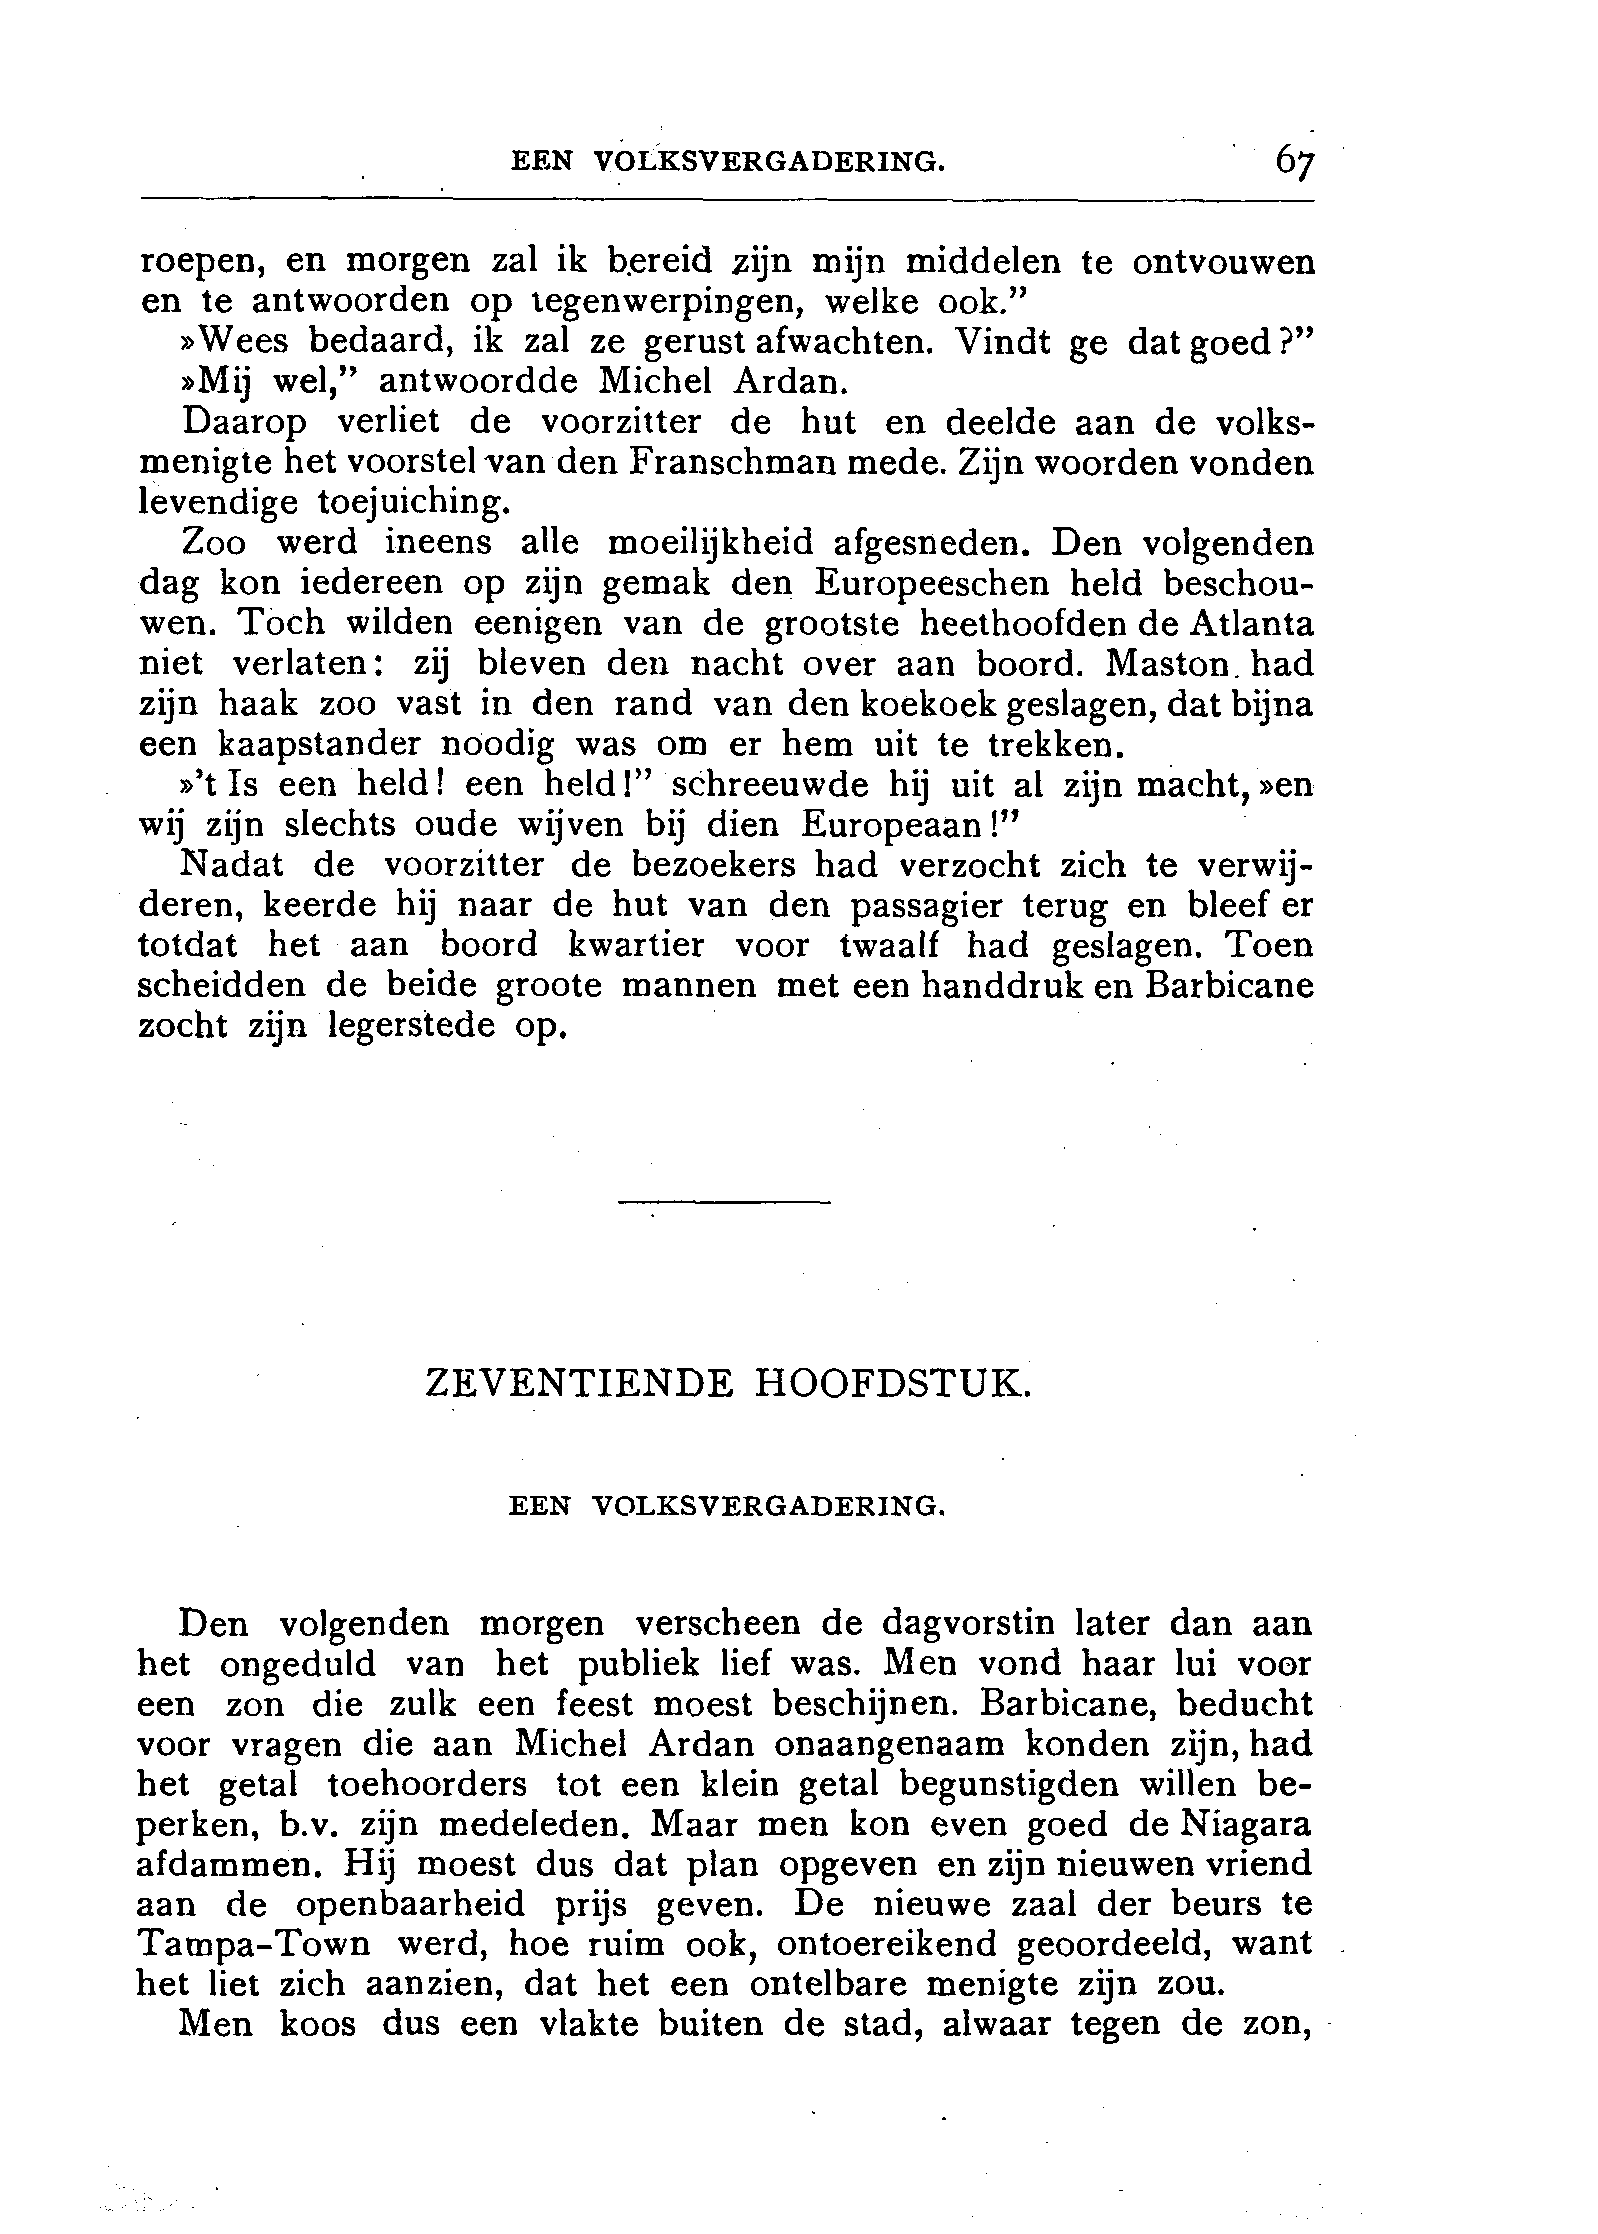 EEN VOLKSVERGADERING. 67
roepen, en morgen zal ik bereid zijn mijn middelen te ontvouwen
en te antwoorden op tegenwerpingen, welke ook.”
»Wees bedaard, ik zal ze gerust afwachten. Vindt ge dat goed?”
»Mij wel,” antwoordde Michel Ardan.
Daarop verliet de voorzitter de hut en deelde aan de volks-
menigte het voorstel van den Franschman mede. Zijn woorden vonden
levendige toejuiching.
Zoo werd ineens alle moeilijkheid afgesneden. Den volgenden
dag kon iedereen op zijn gemak den Europeeschen held beschou-
wen. Toch wilden eenigen van de grootste heethoofden de Atlanta
niet verlaten: zij bleven den nacht over aan boord. Maston had
zijn haak zoo vast in den rand van den koekoek geslagen, dat bijna
een kaapstander noodig was om er hem uit te trekken.
»’t Is een held! een held!” schreeuwde hij uit al zijn macht, »en
wij zijn slechts oude wijven bij dien Europeaan!”
Nadat de voorzitter de bezoekers had verzocht zich te verwij-
deren, keerde hij naar de hut van den passagier terug en bleef er
totdat het aan boord kwartier voor twaalf had geslagen. Toen
scheidden de beide groote mannen met een handdruk en Barbicane
zocht zijn legerstede op.
ZEVENTIENDE HOOFDSTUK.
EEN VOLKSVERGADERING.
Den volgenden morgen verscheen de dagvorstin later dan aan
het ongeduld van het publiek lief was. Men vond haar lui voor
een zon die zulk een feest moest beschijnen. Barbicane, beducht
voor vragen die aan Michel Ardan onaangenaam konden zijn, had
het getal toehoorders tot een klein getal begunstigden willen be-
perken, b.v. zijn medeleden. Maar men kon even goed de Niagara
afdammen. Hij moest dus dat plan opgeven en zijn nieuwen vriend
aan de openbaarheid prijs geven. De nieuwe zaal der beurs te
Tampa-Town werd, hoe ruim ook, ontoereikend geoordeeld, want
het liet zich aanzien, dat het een ontelbare menigte zijn zou.
Men koos dus een vlakte buiten de stad, alwaar tegen de zon,